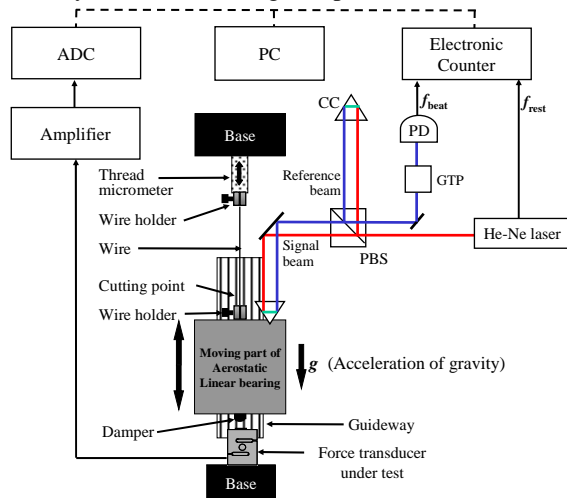 ADC
PC
Electronic
Counter
CC
f_beat
f_rest
PD
Amplifier
Base
Thread
micrometer
Reference
beam
GTP
Wire holder
Wire
Signal
beam
PBS
He-Ne laser
Cutting point
Wire holder
Moving part of
Aerostatic
Linear bearing
g (Acceleration of gravity)
Damper
Guideway
Force transducer
under test
Base